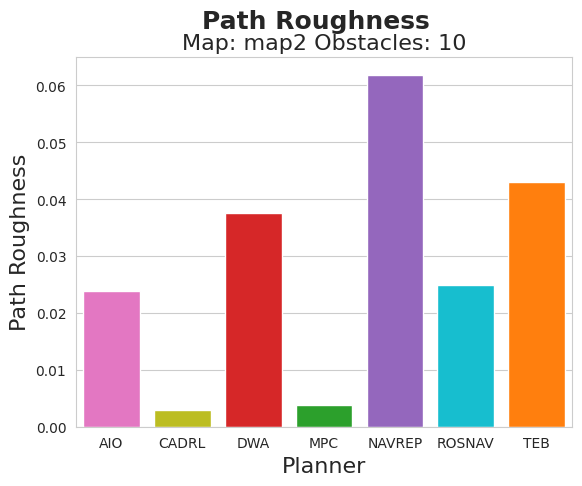 Path Roughness
Map: map2 Obstacles: 10
Path Roughness
0.06
0.05
0.04
0.03
0.02
0.01
0.00
AIO CADRL DWA MPC NAVREP ROSNAV TEB
Planner